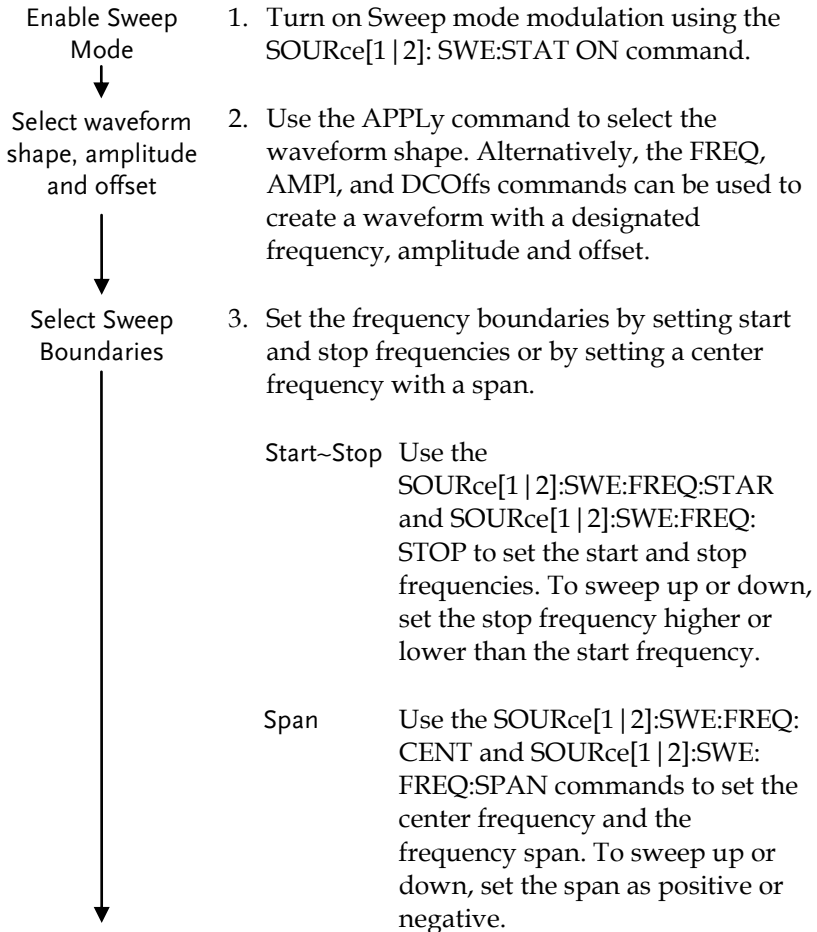 Enable Sweep
Mode
1. Turn on Sweep mode modulation using the
SOURce[1|2]: SWE:STAT ON command.
Select waveform
shape, amplitude
and offset
2. Use the APPLy command to select the
waveform shape. Alternatively, the FREQ,
AMPl, and DCOffs commands can be used to
create a waveform with a designated
frequency, amplitude and offset.
Select Sweep
Boundaries
3. Set the frequency boundaries by setting start
and stop frequencies or by setting a center
frequency with a span.
Start~Stop Use the
SOURce[1|2]:SWE:FREQ:STAR
and SOURce[1|2]:SWE:FREQ:
STOP to set the start and stop
frequencies. To sweep up or down,
set the stop frequency higher or
lower than the start frequency.
Span Use the SOURce[1|2]:SWE:FREQ:
CENT and SOURce[1|2]:SWE:
FREQ:SPAN commands to set the
center frequency and the
frequency span. To sweep up or
down, set the span as positive or
negative.